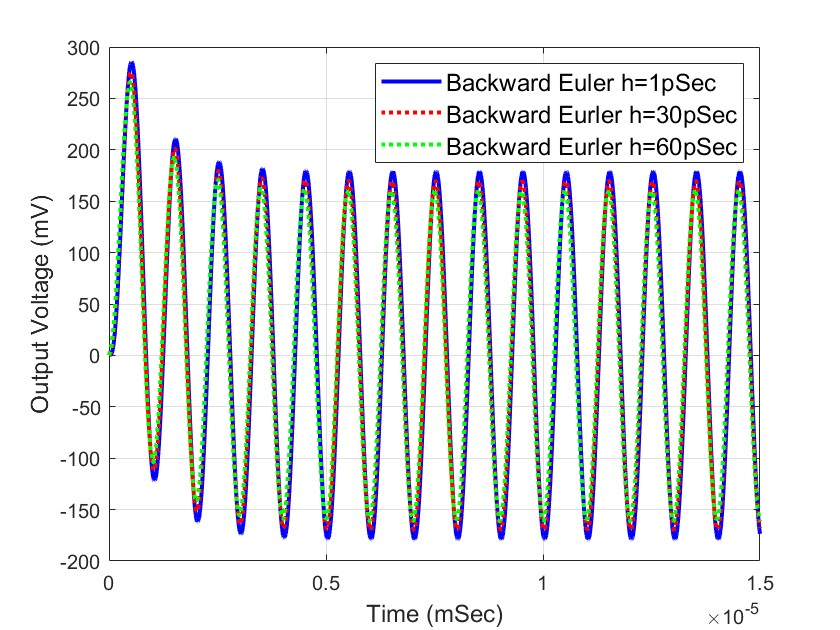 300
250
200
150
100
50
0
-50
-100
-150
-200
Output Voltage (mV)
Backward Euler h=1pSec
Backward Eurler h=30pSec
Backward Eurler h=60pSec
0 0.5 1 1.5
Time (mSec)
×10-5